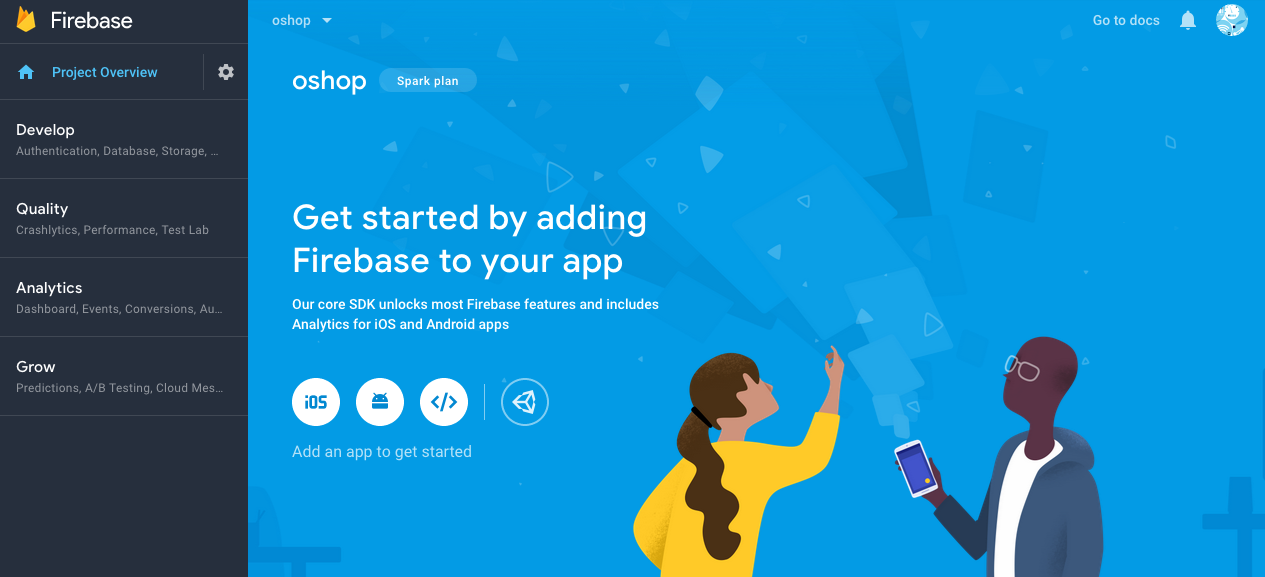 Firebase
oshop
Go to docs
Project Overview
oshop
Spark plan
Develop
Authentication, Database, Storage, ...
Quality
Crashlytics, Performance, Test Lab
Analytics
Dashboard, Events, Conversions, Au...
Grow
Predictions, A/B Testing, Cloud Mes...
Get started by adding
Firebase to your app
Our core SDK unlocks most Firebase features and includes
Analytics for iOS and Android apps
iOS
Add an app to get started